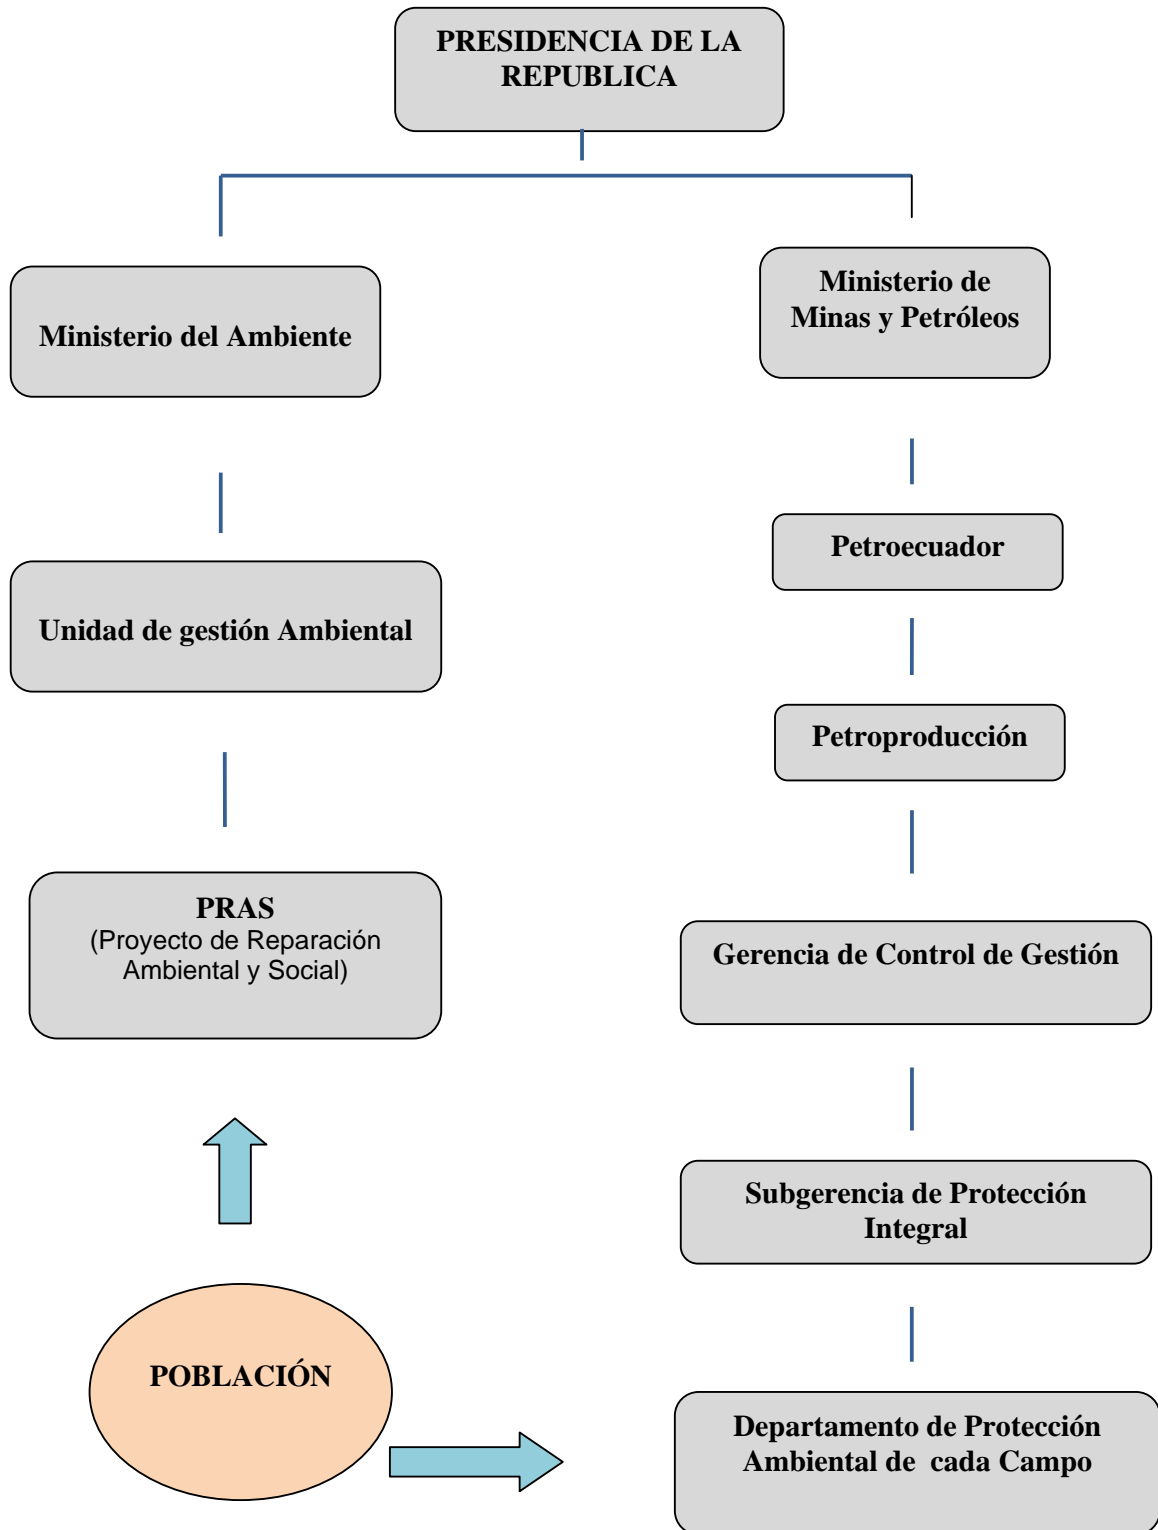 PRESIDENCIA DE LA
REPUBLICA
Ministerio del Ambiente
Ministerio de
Minas y Petróleos
Petroecuador
Unidad de gestión Ambiental
Petroproducción
PRAS
(Proyecto de Reparación
Ambiental y Social)
Gerencia de Control de Gestión
Subgerencia de Protección
Integral
POBLACIÓN
Departamento de Protección
Ambiental de cada Campo